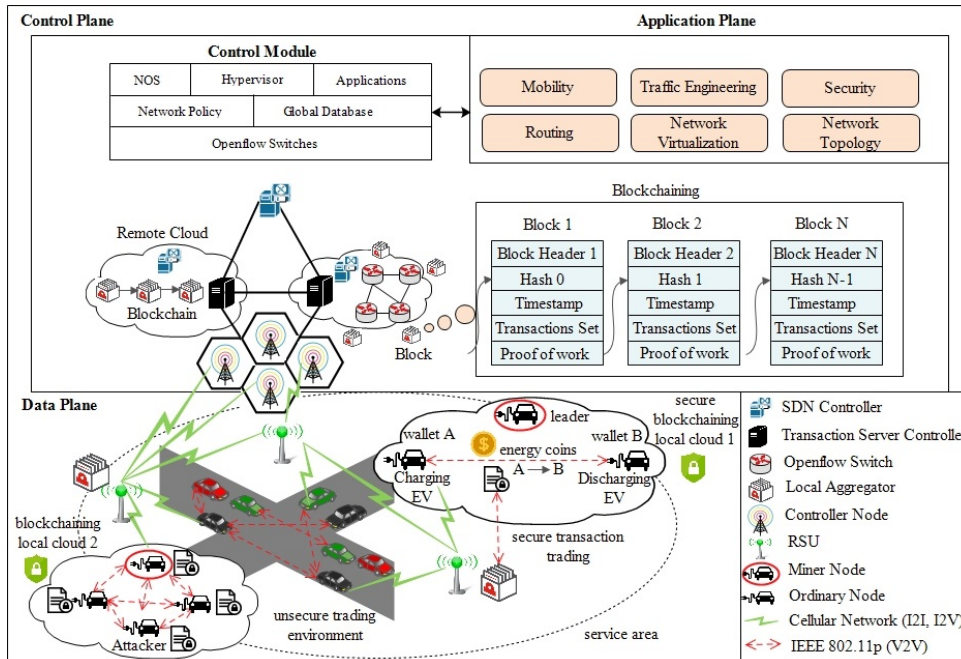 Control Plane
Application Plane
Control Module
NOS
Hypervisor
Applications
Network Policy
Global Database
Openflow Switches
Mobility
Traffic Engineering
Security
Routing
Network
Virtualization
Network
Topology
Blockchaining
Remote Cloud
Blockchain
Block
Block 1
Block Header 1
Hash 0
Timestamp
Transactions Set
Proof of work
Block 2
Block Header 2
Hash 1
Timestamp
Transactions Set
Proof of work
Block N
Block Header N
Hash N-1
Timestamp
Transactions Set
Proof of work
Data Plane
leader
secure
blockchaining
local cloud 1
wallet A
wallet B
energy coins
A
B
Charging
EV
Discharging
EV
secure transaction
trading
blockchaining
local cloud 2
Attacker
unsecure trading
environment
service area
SDN Controller
Transaction Server Controller
Openflow Switch
Local Aggregator
Controller Node
RSU
Miner Node
Ordinary Node
Cellular Network (I2I, I2V)
IEEE 802.11p (V2V)